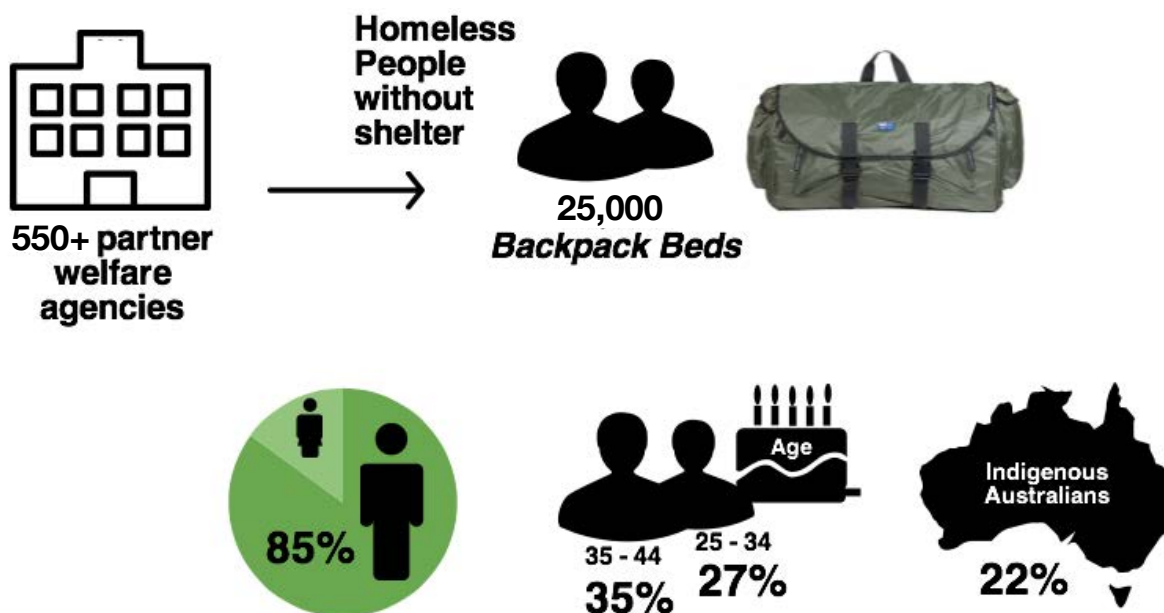 Homeless
People
without
shelter
550+ partner
welfare
agencies
25,000
Backpack Beds
85%
Age
35 - 44
35%
25 - 34
27%
Indigenous
Australians
22%